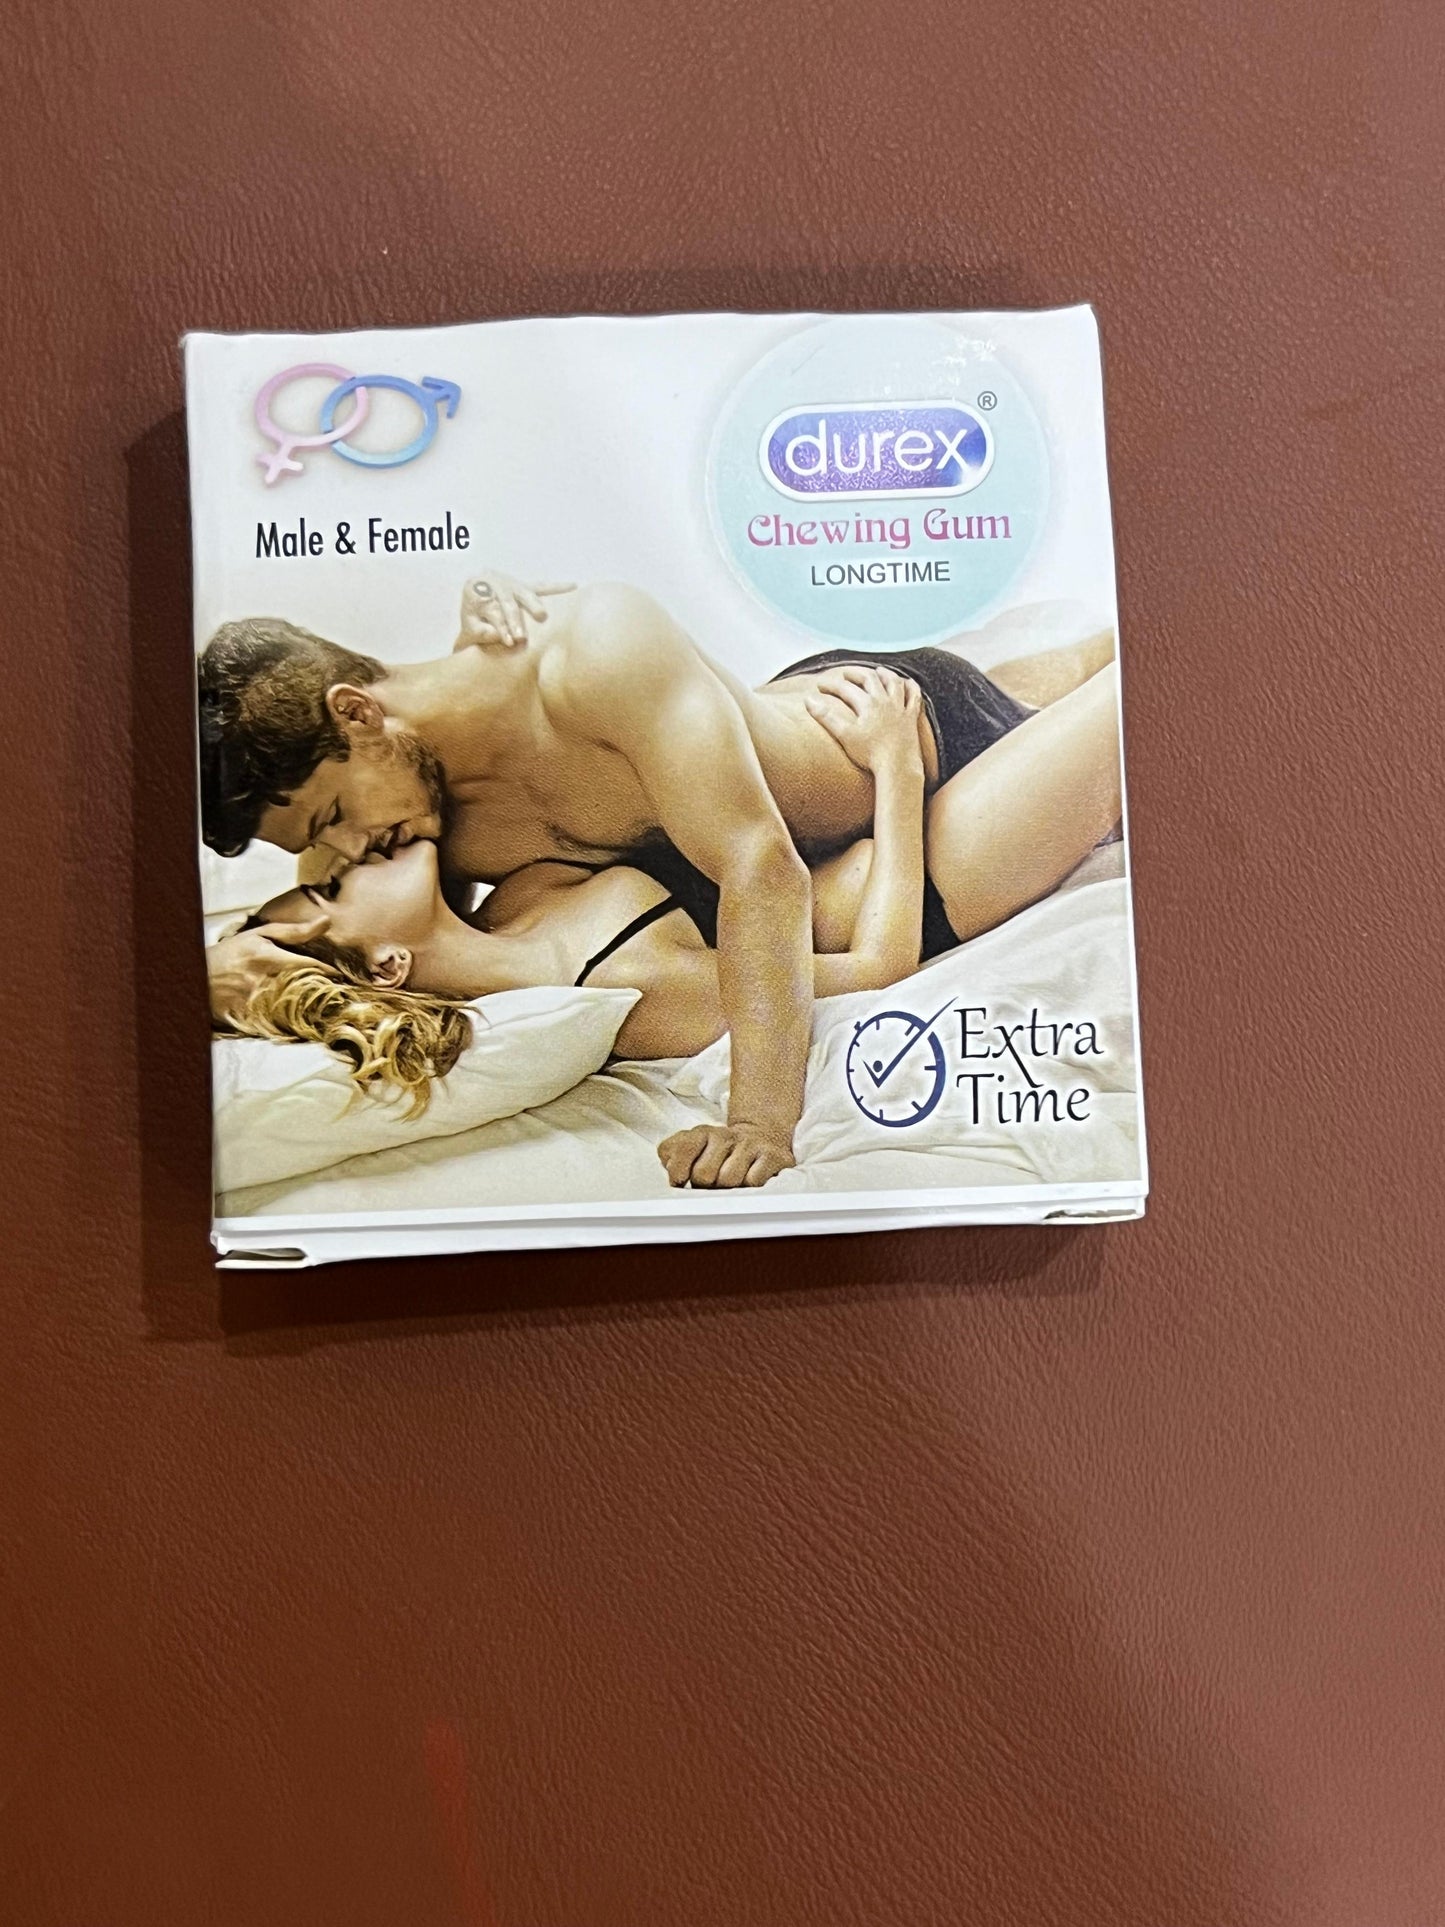 durex®
Chewing Gum
LONGTIME
Male & Female
Extra
Time